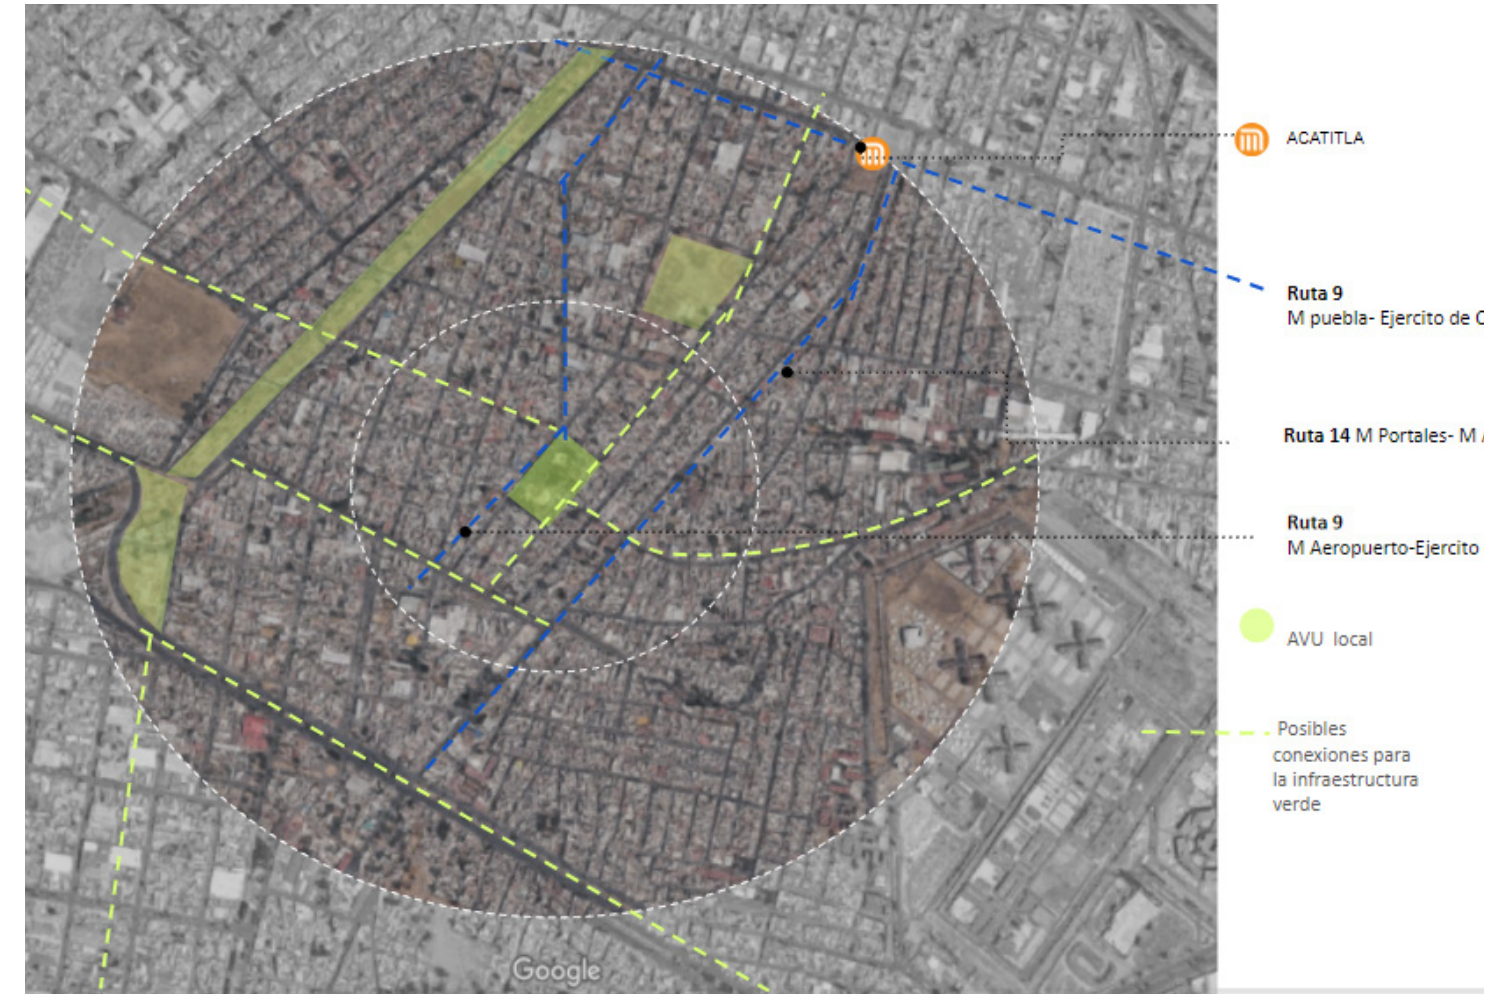 ACATITLA
Ruta 9
M puebla- Ejercito de
Ruta 14 M Portales- M
Ruta 9
M Aeropuerto-Ejercito
AVU local
Posibles
conexiones para
la infraestructura
verde
Google